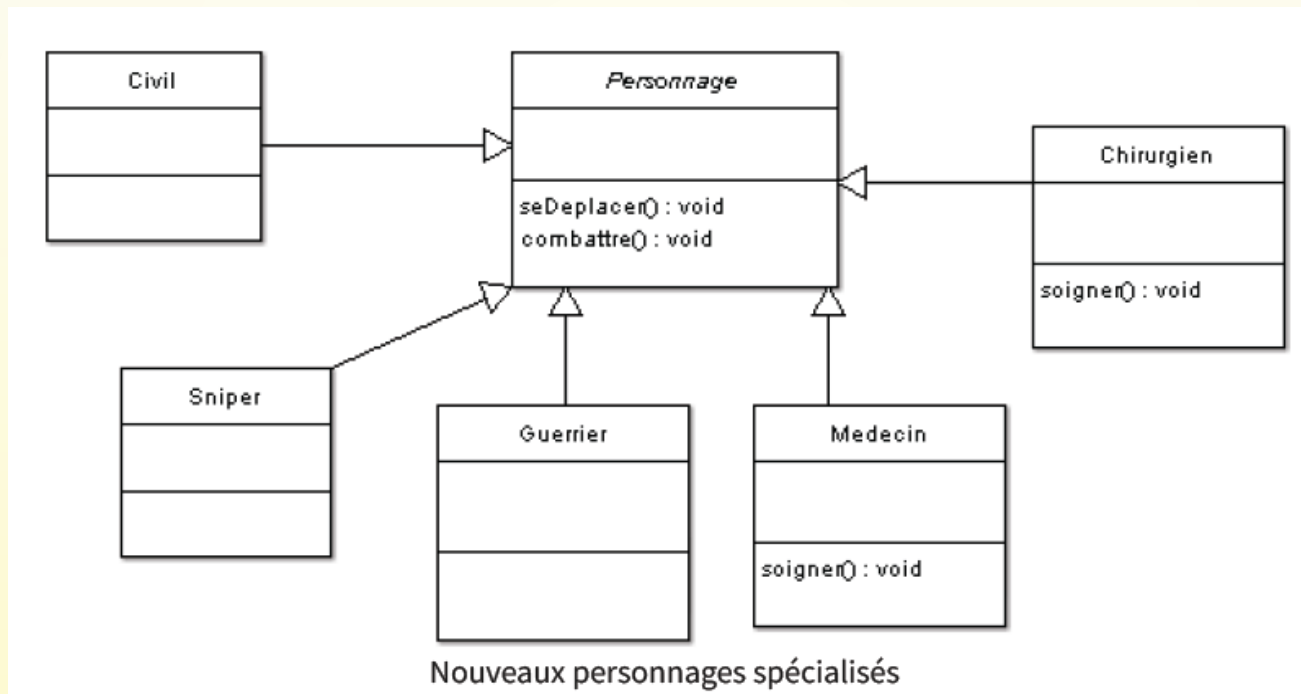 Civil
Personnage
seDeplacer() : void
combattre() : void
Chirurgien
soigner() : void
Sniper
Guerrier
Medecin
soigner() : void
Nouveaux personnages spécialisés